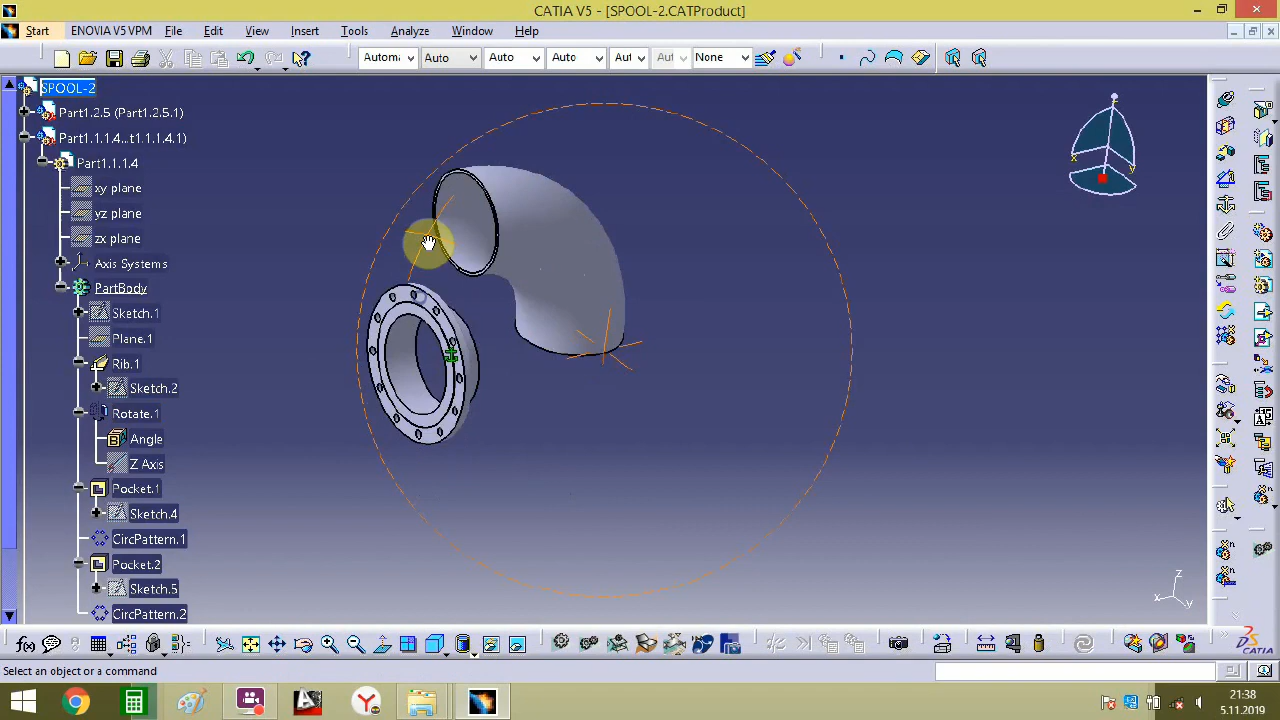 CATIA V5 - [SPOOL-2.CATProduct]
Start ENOVIA V5 VPM File Edit View Insert Tools Analyze Window Help
Automa Auto Auto Auto Aut Aut None
SPOOL-2
Part1.2.5 (Part1.2.5.1)
Part1.1.1.4...t1.1.1.4.1)
Part1.1.1.4
xy plane
yz plane
zx plane
Axis Systems
PartBody
Sketch.1
Plane.1
Rib.1
Sketch.2
Rotate.1
Angle
Z Axis
Pocket.1
Sketch.4
CircPattern.1
Pocket.2
Sketch.5
CircPattern.2
z
x
y
z
x y
CATIA
Select an object or a command
21:38
5.11.2019